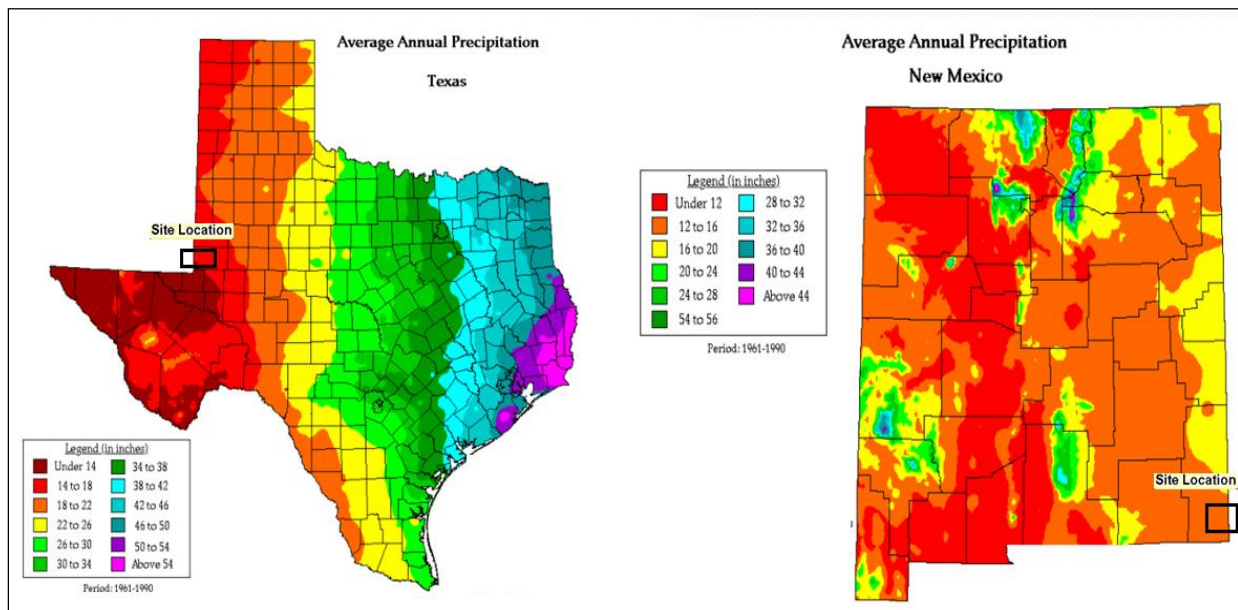 Average Annual Precipitation
Texas
Site Location
Legend (in inches)
Under 14
14 to 18
18 to 22
22 to 26
26 to 30
30 to 34
34 to 38
38 to 42
42 to 46
46 to 50
50 to 54
Above 54
Period: 1961-1990
Average Annual Precipitation
New Mexico
Legend (in inches)
Under 12
12 to 16
16 to 20
20 to 24
24 to 28
54 to 56
28 to 32
32 to 36
36 to 40
40 to 44
Above 44
Period: 1961-1990
Site Location